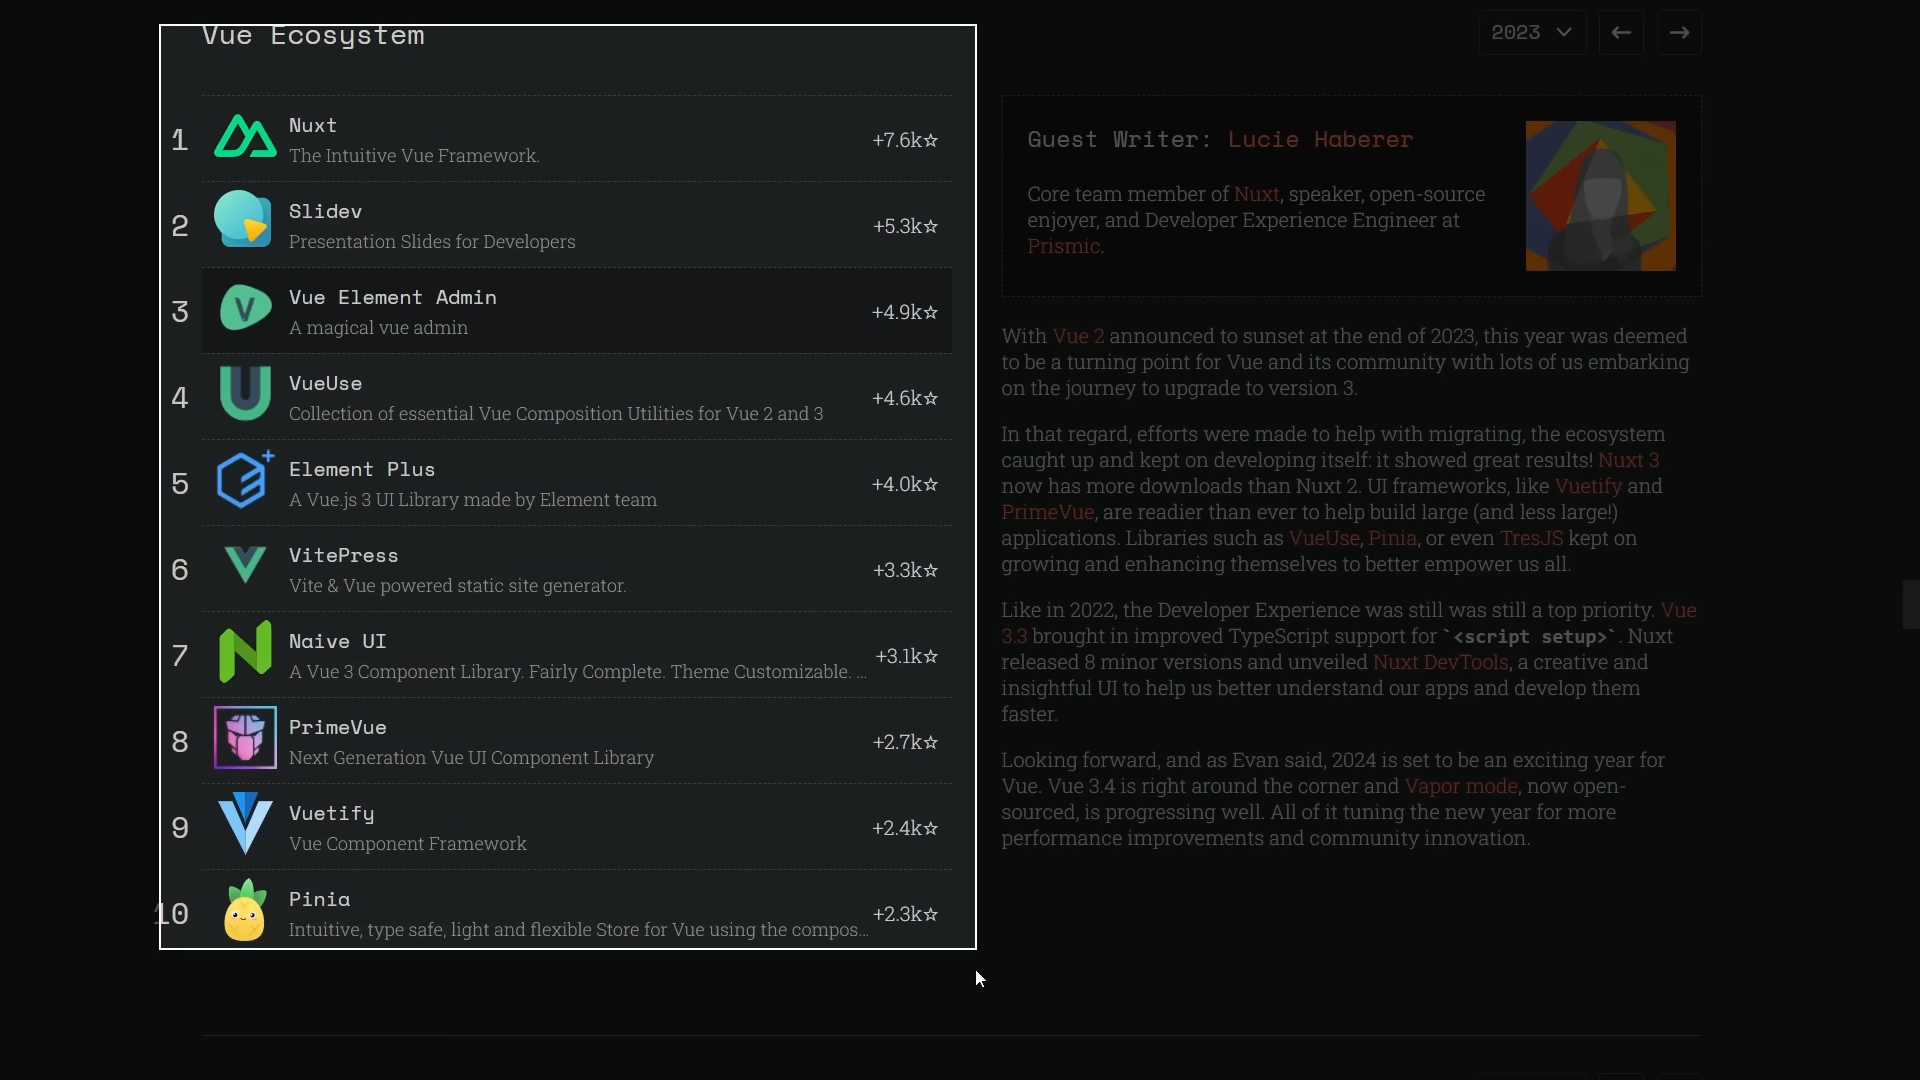 Vue Ecosystem
2023
1
Nuxt
The Intuitive Vue Framework.
+7.6k☆
2
Slidev
Presentation Slides for Developers
+5.3k☆
3
Vue Element Admin
A magical vue admin
+4.9k☆
4
VueUse
Collection of essential Vue Composition Utilities for Vue 2 and 3
+4.6k☆
5
Element Plus
A Vue.js 3 UI Library made by Element team
+4.0k☆
6
VitePress
Vite & Vue powered static site generator.
+3.3k☆
7
Naive UI
A Vue 3 Component Library. Fairly Complete. Theme Customizable. ...
+3.1k☆
8
PrimeVue
Next Generation Vue UI Component Library
+2.7k☆
9
Vuetify
Vue Component Framework
+2.4k☆
10
Pinia
Intuitive, type safe, light and flexible Store for Vue using the compos...
+2.3k☆
Guest Writer: Lucie Haberer
Core team member of Nuxt, speaker, open-source
enjoyer, and Developer Experience Engineer at
Prismic.
With Vue 2 announced to sunset at the end of 2023, this year was deemed
to be a turning point for Vue and its community with lots of us embarking
on the journey to upgrade to version 3.
In that regard, efforts were made to help with migrating, the ecosystem
caught up and kept on developing itself: it showed great results! Nuxt 3
now has more downloads than Nuxt 2. UI frameworks, like Vuetify and
PrimeVue, are readier than ever to help build large (and less large!)
applications. Libraries such as VueUse, Pinia, or even TresJS kept on
growing and enhancing themselves to better empower us all.
Like in 2022, the Developer Experience was still was still a top priority. Vue
3.3 brought in improved TypeScript support for `<script setup>`. Nuxt
released 8 minor versions and unveiled Nuxt DevTools, a creative and
insightful UI to help us better understand our apps and develop them
faster.
Looking forward, and as Evan said, 2024 is set to be an exciting year for
Vue. Vue 3.4 is right around the corner and Vapor mode, now open-
sourced, is progressing well. All of it tuning the new year for more
performance improvements and community innovation.